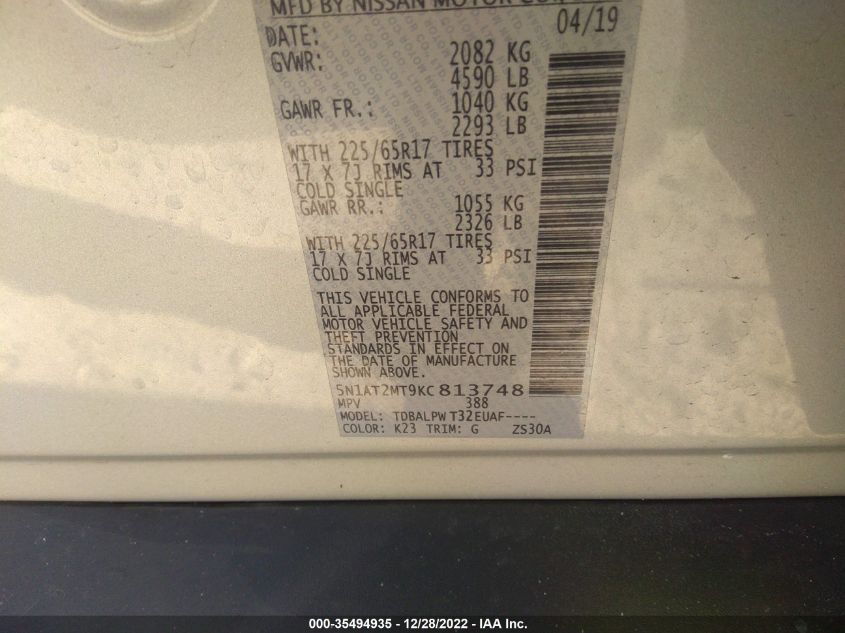 MFD BY NISSAN MOTOR CO.
DATE: 04/19
GVWR: 2082 KG
4590 LB
GAWR FR.: 1040 KG
2293 LB
WITH 225/65R17 TIRES
17 X 7J RIMS AT 33 PSI
COLD SINGLE
GAWR RR.: 1055 KG
2326 LB
WITH 225/65R17 TIRES
17 X 7J RIMS AT 33 PSI
COLD SINGLE
THIS VEHICLE CONFORMS TO
ALL APPLICABLE FEDERAL
MOTOR VEHICLE SAFETY AND
THEFT PREVENTION
STANDARDS IN EFFECT ON
THE DATE OF MANUFACTURE
SHOWN ABOVE.
5N1AT2MT9KC813748
MPV 388
MODEL: TDBALPW T32EUAF----
COLOR: K23 TRIM: G ZS30A
000-35494935 - 12/28/2022 - IAA Inc.